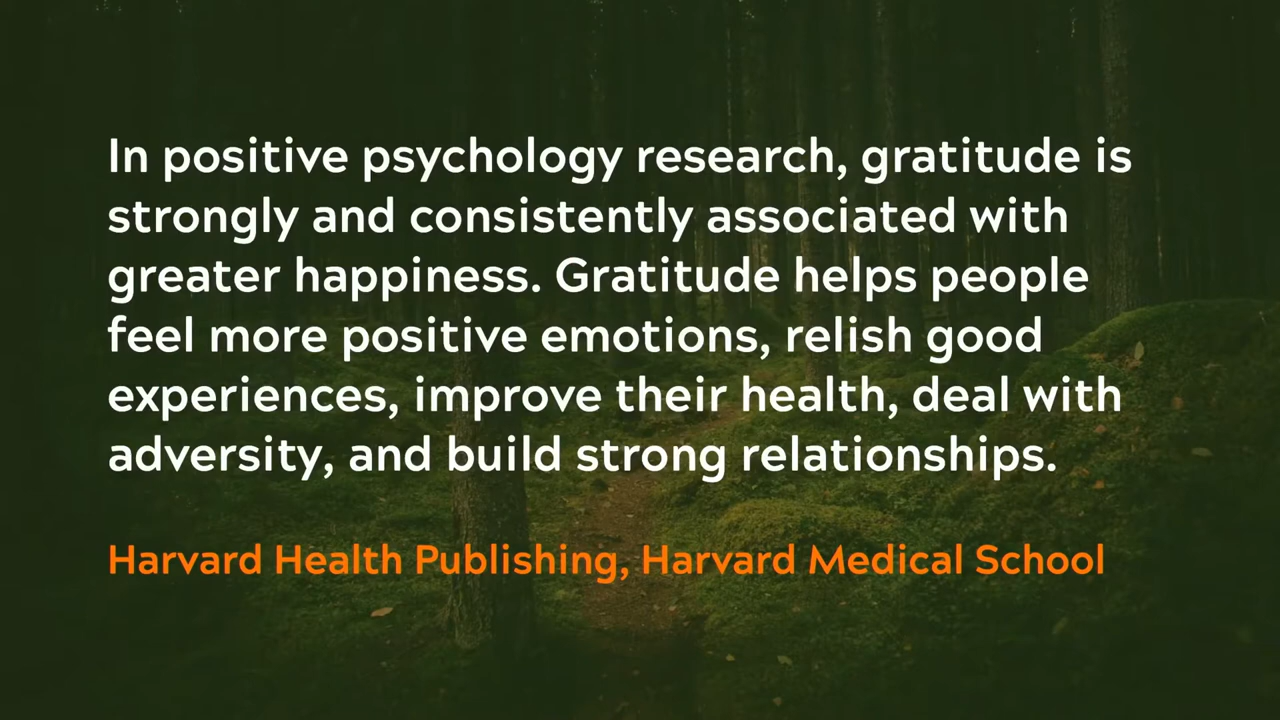 In positive psychology research, gratitude is
strongly and consistently associated with
greater happiness. Gratitude helps people
feel more positive emotions, relish good
experiences, improve their health, deal with
adversity, and build strong relationships.
Harvard Health Publishing, Harvard Medical School